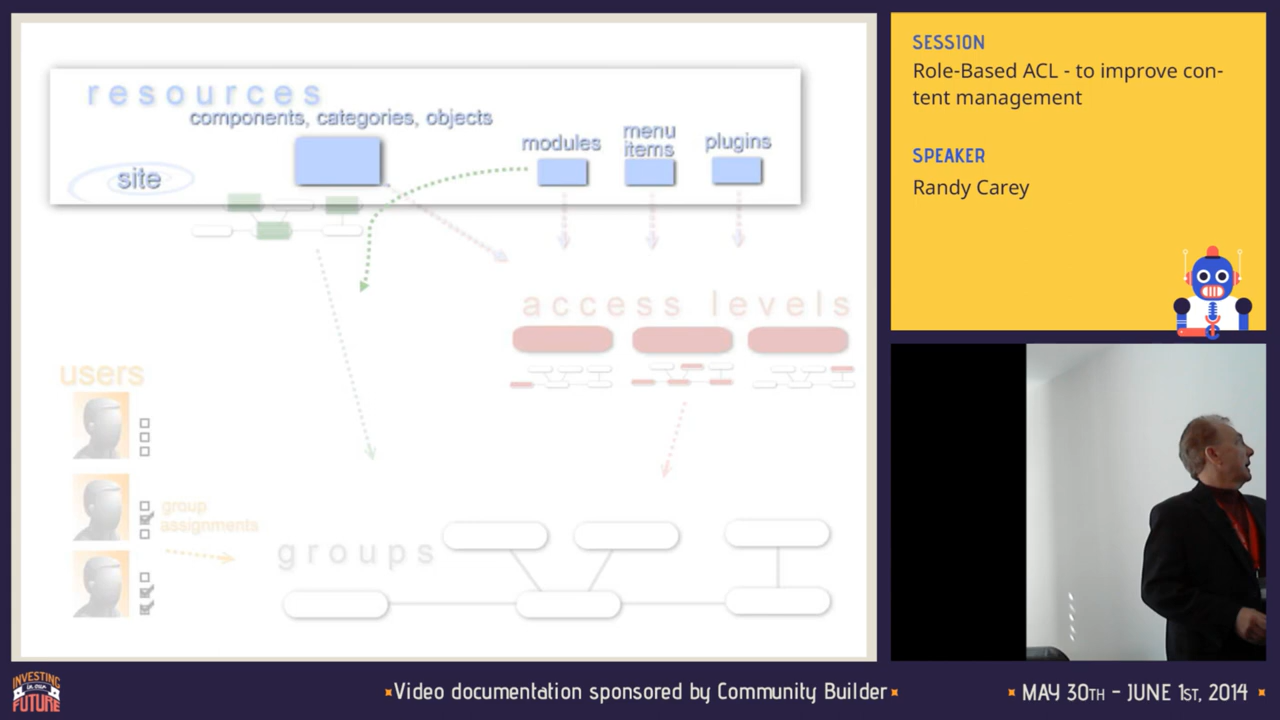 resources
components, categories, objects
modules
menu
items
plugins
site
access levels
users
group
assignments
groups
SESSION
Role-Based ACL - to improve con-
tent management
SPEAKER
Randy Carey
INVESTING
IN OUR
FUTURE
Video documentation sponsored by Community Builder
MAY 30TH - JUNE 1ST, 2014